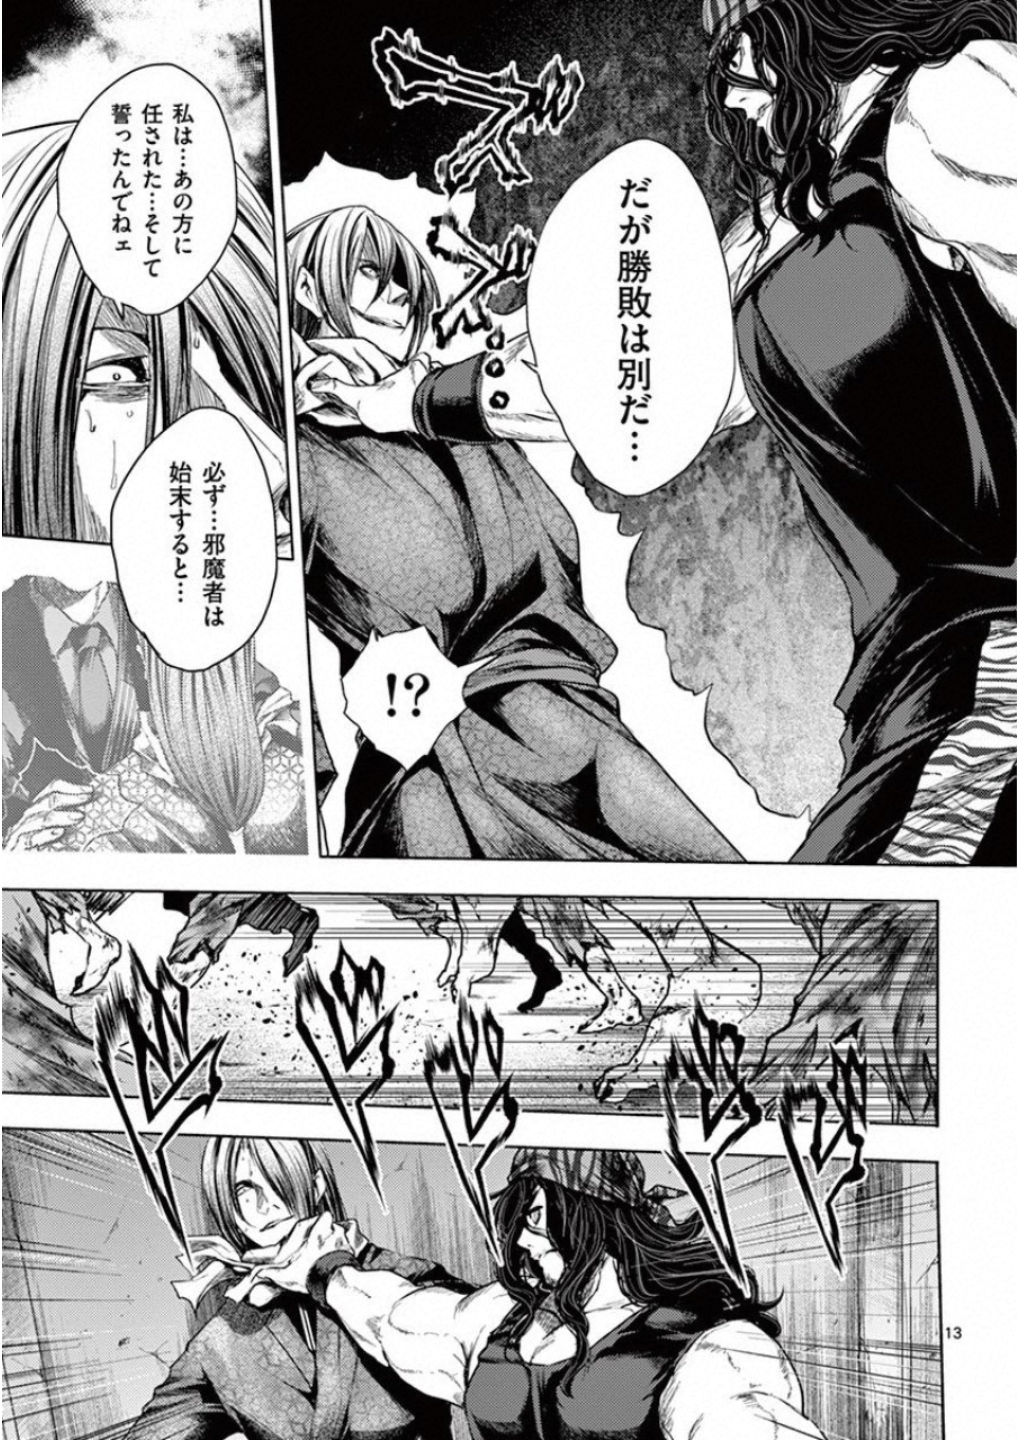 だが勝敗は別だ…
!?
私は…あの方に
任された…そして
誓ったんでねェ
必ず…邪魔者は
始末すると…
13